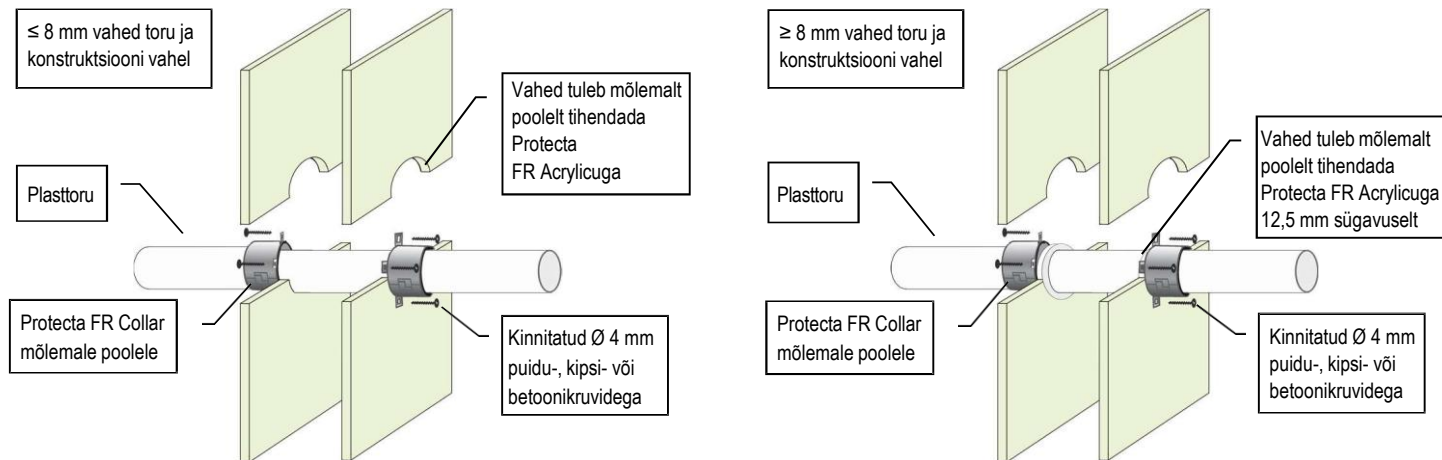 ≤ 8 mm vahed toru ja
konstruktsiooni vahel
Vahed tuleb mõlemalt
poolelt tihendada
Protecta
FR Acrylicuga
Plasttoru
Protecta FR Collar
mõlemale poolele
Kinnitatud Ø 4 mm
puidu-, kipsi- või
betoonikruvidega
≥ 8 mm vahed toru ja
konstruktsiooni vahel
Vahed tuleb mõlemalt
poolelt tihendada
Protecta FR Acrylicuga
12,5 mm sügavuselt
Plasttoru
Protecta FR Collar
mõlemale poolele
Kinnitatud Ø 4 mm
puidu-, kipsi- või
betoonikruvidega